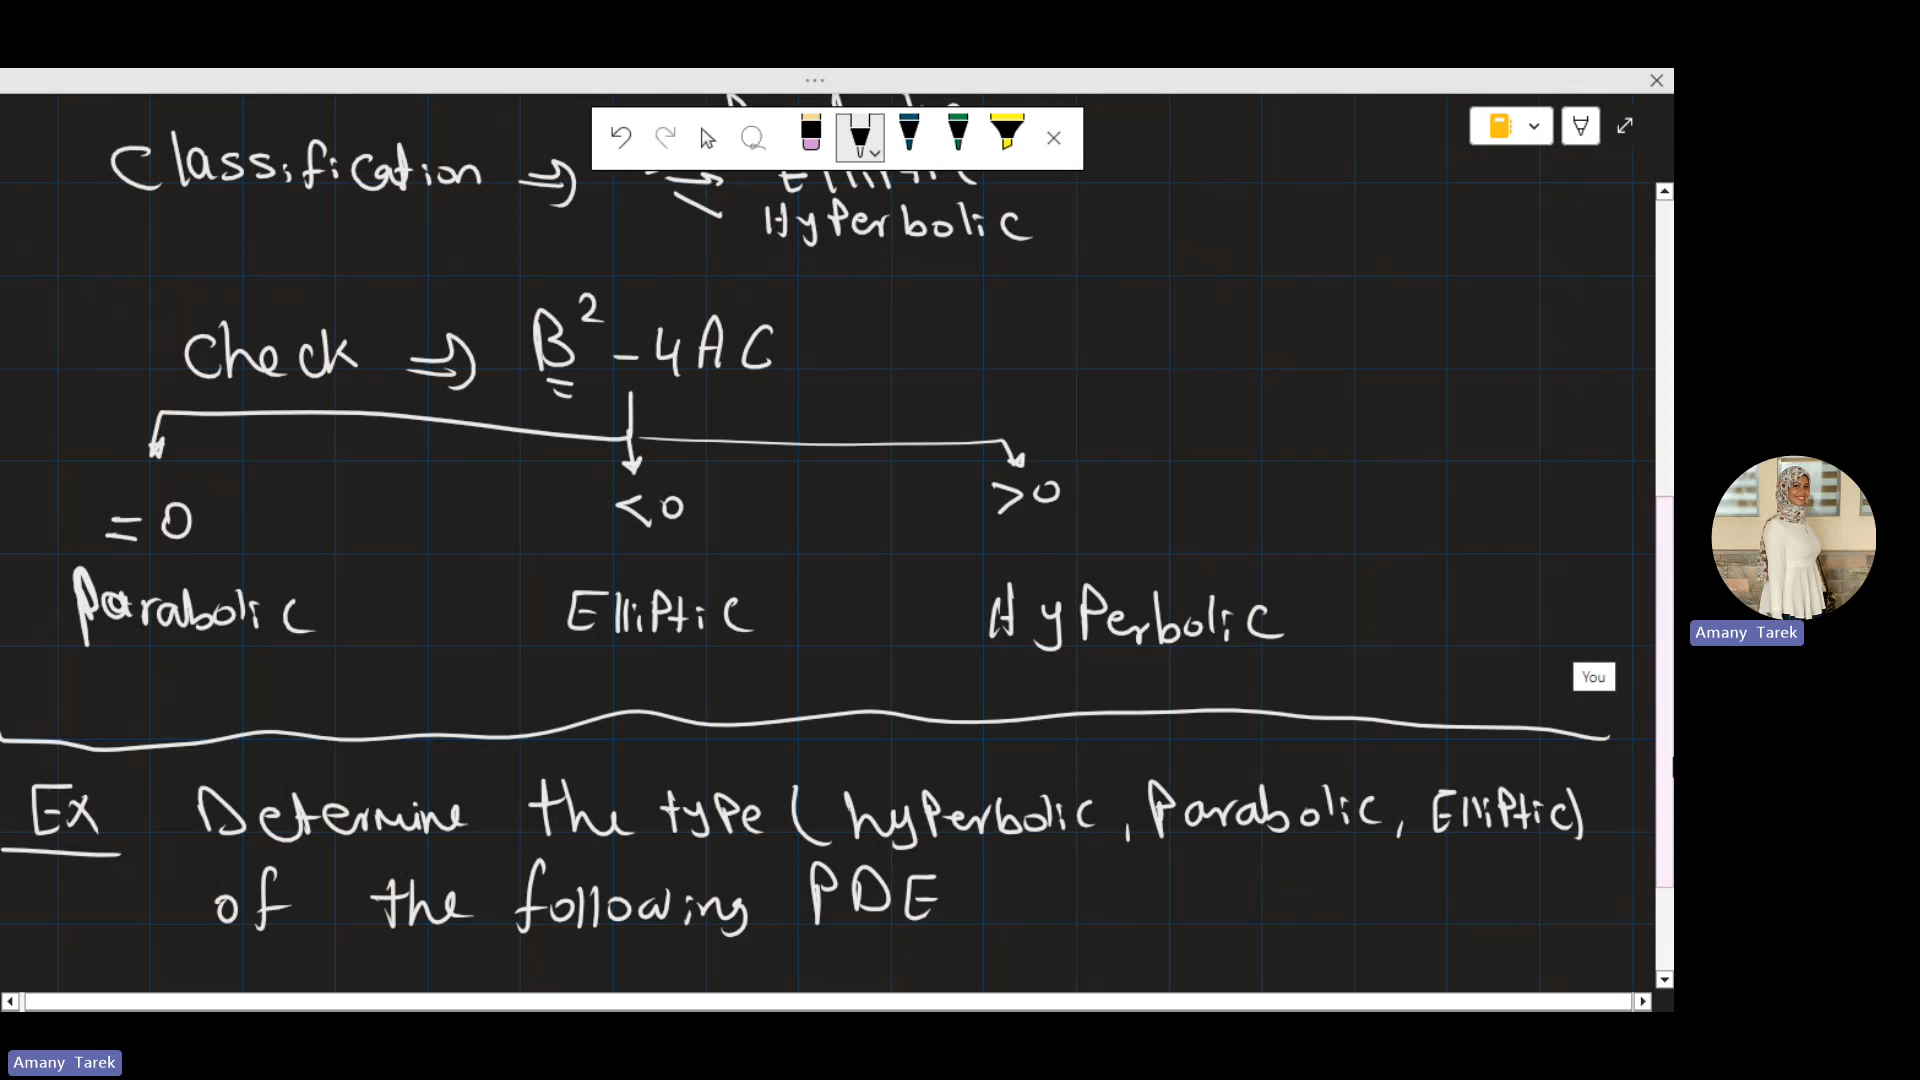 Classification ⇒
Elliptic
Hyperbolic
Check ⇒ B² - 4AC
= 0
< 0
> 0
Parabolic
Elliptic
Hyperbolic
You
Ex Determine the type (hyperbolic, Parabolic, Elliptic)
of the following PDE
Amany Tarek
Amany Tarek